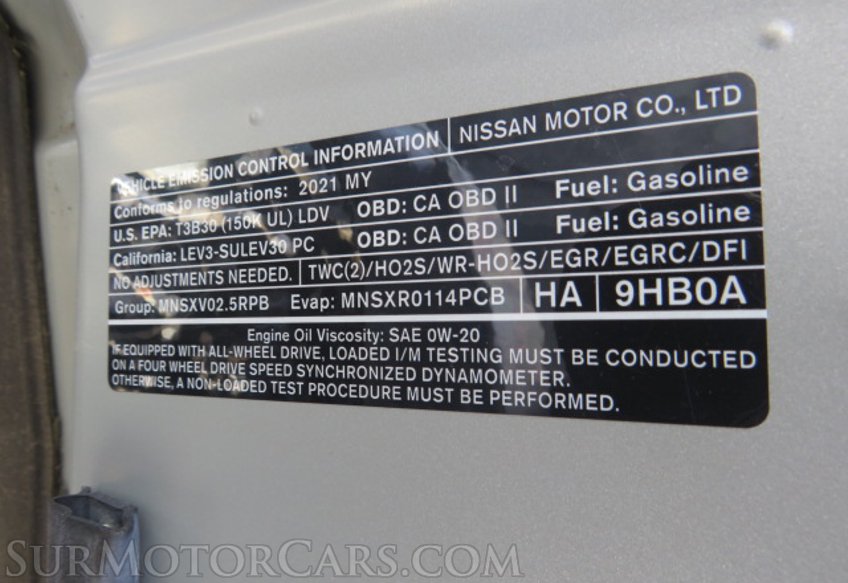 VEHICLE EMISSION CONTROL INFORMATION | NISSAN MOTOR CO., LTD
Conforms to regulations: 2021 MY
U.S. EPA: T3B30 (150K UL) LDV OBD: CA OBD II Fuel: Gasoline
California: LEV3-SULEV30 PC OBD: CA OBD II Fuel: Gasoline
NO ADJUSTMENTS NEEDED. | TWC(2)/HO2S/WR-HO2S/EGR/EGRC/DFI
Group: MNSXV02.5RPB Evap: MNSXR0114PCB | HA | 9HB0A
Engine Oil Viscosity: SAE 0W-20
IF EQUIPPED WITH ALL-WHEEL DRIVE, LOADED I/M TESTING MUST BE CONDUCTED
ON A FOUR WHEEL DRIVE SPEED SYNCHRONIZED DYNAMOMETER.
OTHERWISE, A NON-LOADED TEST PROCEDURE MUST BE PERFORMED.
SURMOTORCARS.COM